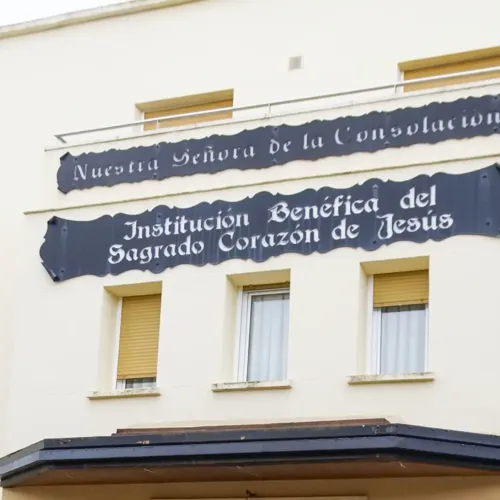 Nuestra Señora de la Consolación
Institución Benéfica del
Sagrado Corazón de Jesús